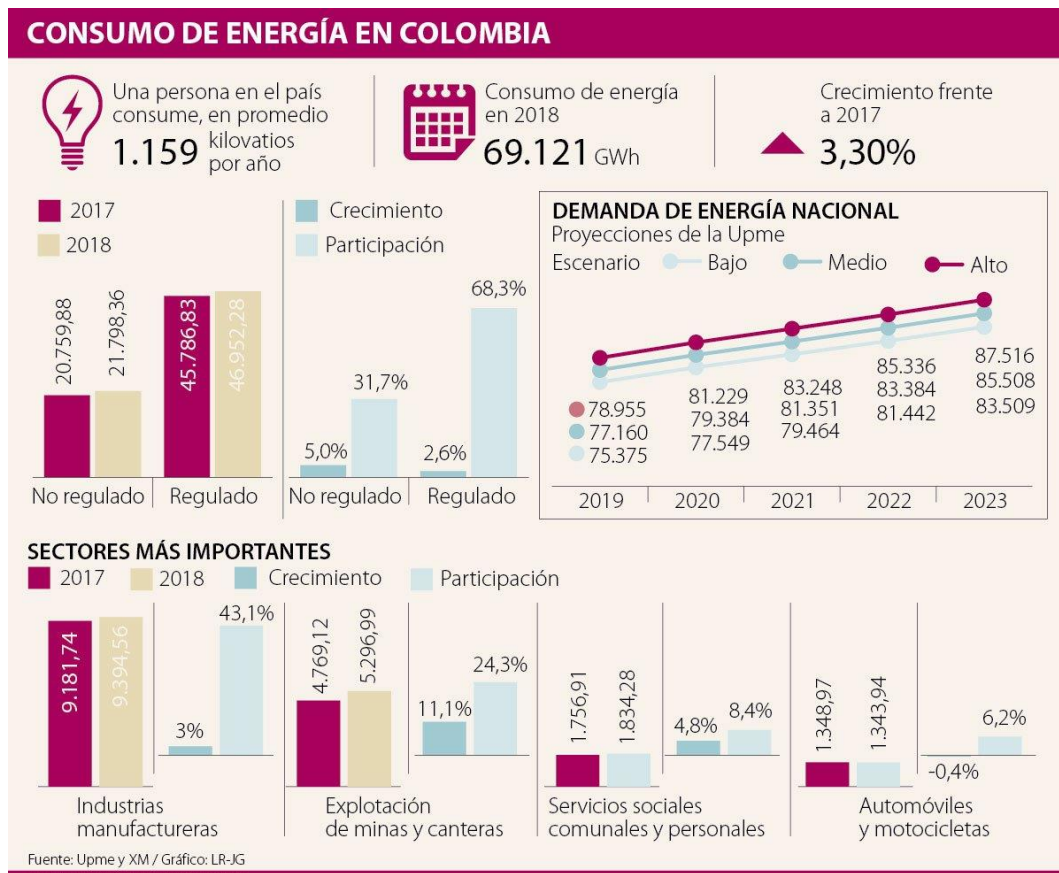 CONSUMO DE ENERGÍA EN COLOMBIA
Una persona en el país
consume, en promedio
1.159 kilovatios
por año
Consumo de energía
en 2018
69.121 GWh
Crecimiento frente
a 2017
3,30%
2017
2018
20.759,88
21.798,36
45.786,83
46.952,28
No regulado
Regulado
Crecimiento
Participación
5,0%
31,7%
2,6%
68,3%
No regulado
Regulado
DEMANDA DE ENERGÍA NACIONAL
Proyecciones de la Upme
Escenario Bajo Medio Alto
78.955
77.160
75.375
81.229
79.384
77.549
83.248
81.351
79.464
85.336
83.384
81.442
87.516
85.508
83.509
2019 2020 2021 2022 2023
SECTORES MÁS IMPORTANTES
2017 2018 Crecimiento Participación
9.181,74
9.394,56
3%
43,1%
Industrias
manufactureras
4.769,12
5.296,99
11,1%
24,3%
Explotación
de minas y canteras
1.756,91
1.834,28
4,8%
8,4%
Servicios sociales
comunales y personales
1.348,97
1.343,94
-0,4%
6,2%
Automóviles
y motocicletas
Fuente: Upme y XM / Gráfico: LR-JG